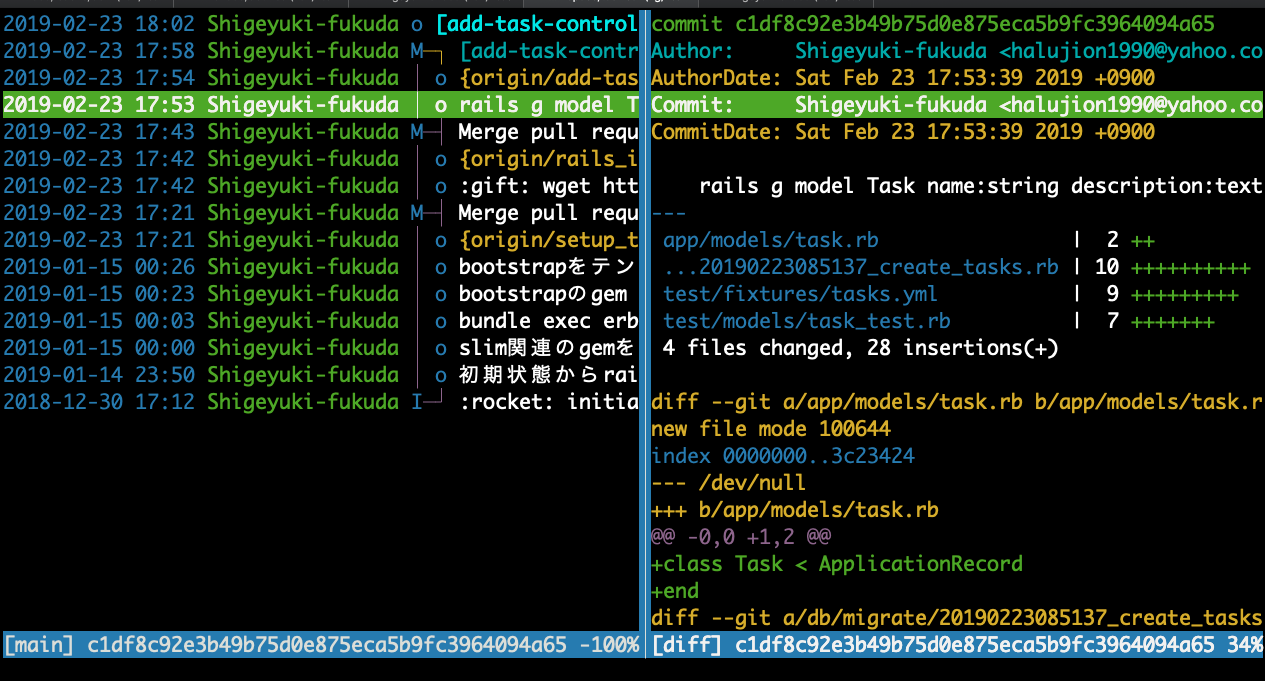 2019-02-23 18:02 Shigeyuki-fukuda o [add-task-control
2019-02-23 17:58 Shigeyuki-fukuda M─┐ [add-task-contr
2019-02-23 17:54 Shigeyuki-fukuda │ o {origin/add-tas
2019-02-23 17:53 Shigeyuki-fukuda │ o rails g model T
2019-02-23 17:43 Shigeyuki-fukuda M─┤ Merge pull requ
2019-02-23 17:42 Shigeyuki-fukuda │ o {origin/rails_i
2019-02-23 17:42 Shigeyuki-fukuda │ o :gift: wget htt
2019-02-23 17:21 Shigeyuki-fukuda M─┤ Merge pull requ
2019-02-23 17:21 Shigeyuki-fukuda │ o {origin/setup_t
2019-01-15 00:26 Shigeyuki-fukuda │ o bootstrapをテン
2019-01-15 00:23 Shigeyuki-fukuda │ o bootstrapのgem
2019-01-15 00:03 Shigeyuki-fukuda │ o bundle exec erb
2019-01-15 00:00 Shigeyuki-fukuda │ o slim関連のgemを
2019-01-14 23:50 Shigeyuki-fukuda │ o 初期状態からrai
2018-12-30 17:12 Shigeyuki-fukuda I─┘ :rocket: initia
[main] c1df8c92e3b49b75d0e875eca5b9fc3964094a65 -100%
commit c1df8c92e3b49b75d0e875eca5b9fc3964094a65
Author: Shigeyuki-fukuda <halujion1990@yahoo.co
AuthorDate: Sat Feb 23 17:53:39 2019 +0900
Commit: Shigeyuki-fukuda <halujion1990@yahoo.co
CommitDate: Sat Feb 23 17:53:39 2019 +0900
rails g model Task name:string description:text
---
app/models/task.rb | 2 ++
...20190223085137_create_tasks.rb | 10 ++++++++++
test/fixtures/tasks.yml | 9 +++++++++
test/models/task_test.rb | 7 +++++++
4 files changed, 28 insertions(+)
diff --git a/app/models/task.rb b/app/models/task.r
new file mode 100644
index 0000000..3c23424
--- /dev/null
+++ b/app/models/task.rb
@@ -0,0 +1,2 @@
+class Task < ApplicationRecord
+end
diff --git a/db/migrate/20190223085137_create_tasks
[diff] c1df8c92e3b49b75d0e875eca5b9fc3964094a65 34%